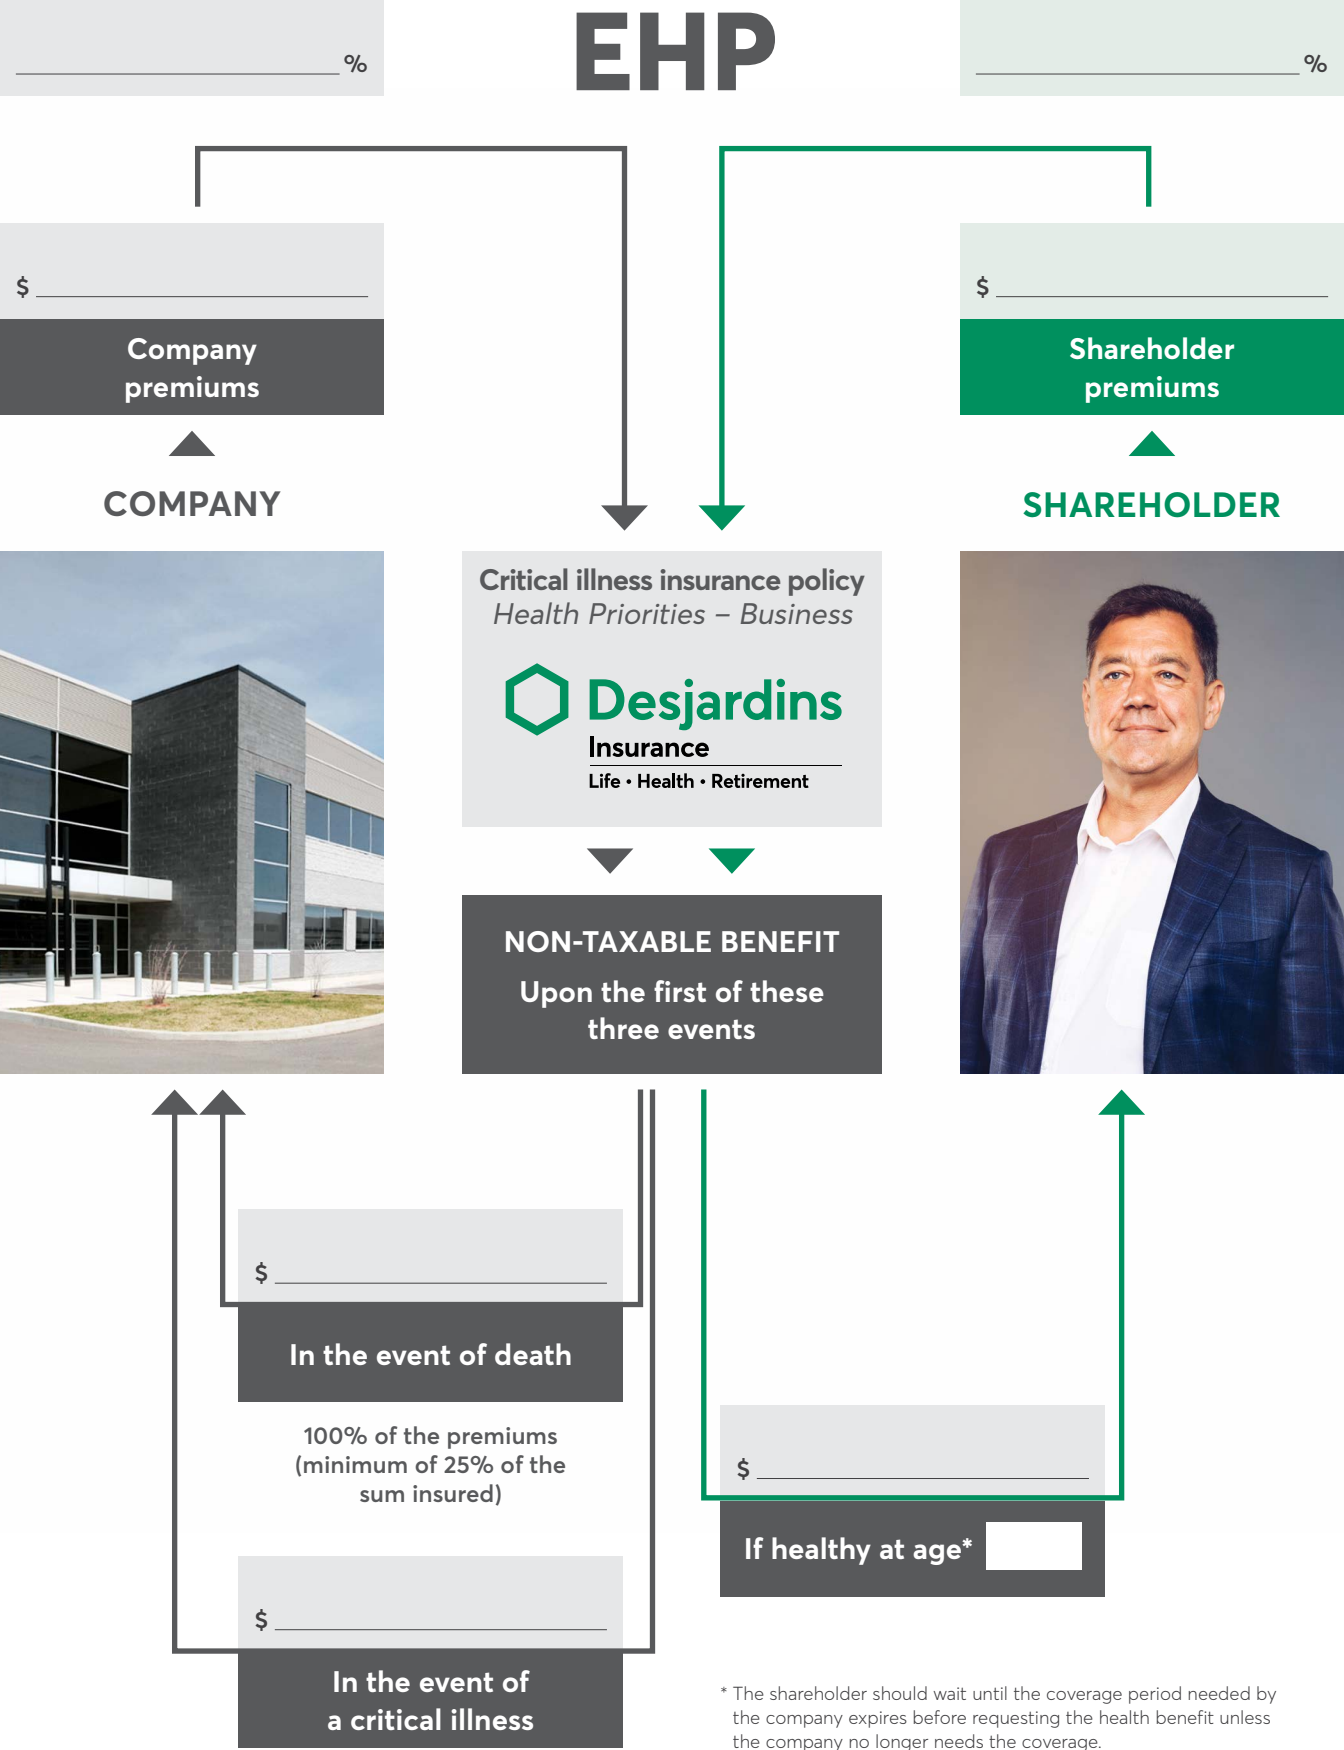 EHP
%
%
$
$
Company
premiums
Shareholder
premiums
COMPANY
SHAREHOLDER
Critical illness insurance policy
Health Priorities – Business
Desjardins
Insurance
Life • Health • Retirement
NON-TAXABLE BENEFIT
Upon the first of these
three events
$
In the event of death
100% of the premiums
(minimum of 25% of the
sum insured)
$
If healthy at age*
$
In the event of
a critical illness
* The shareholder should wait until the coverage period needed by
the company expires before requesting the health benefit unless
the company no longer needs the coverage.